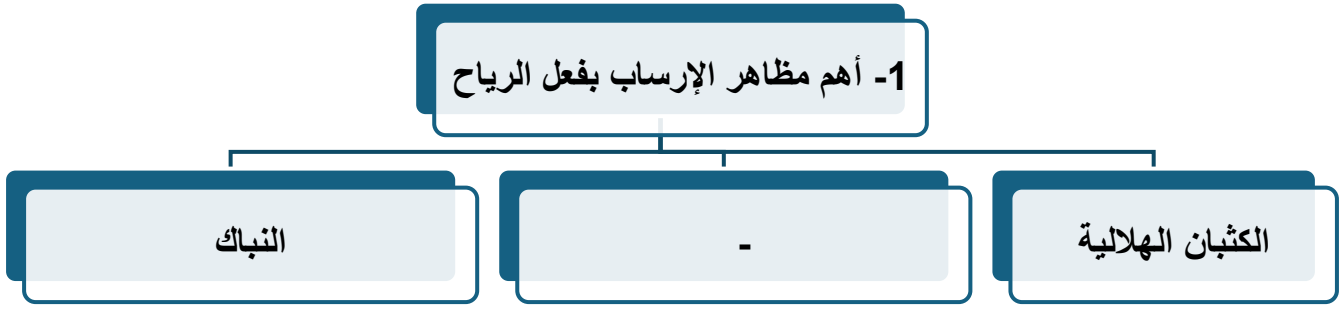 1- أهم مظاهر الإرساب بفعل الرياح
الكثبان الهلالية
-
النباك